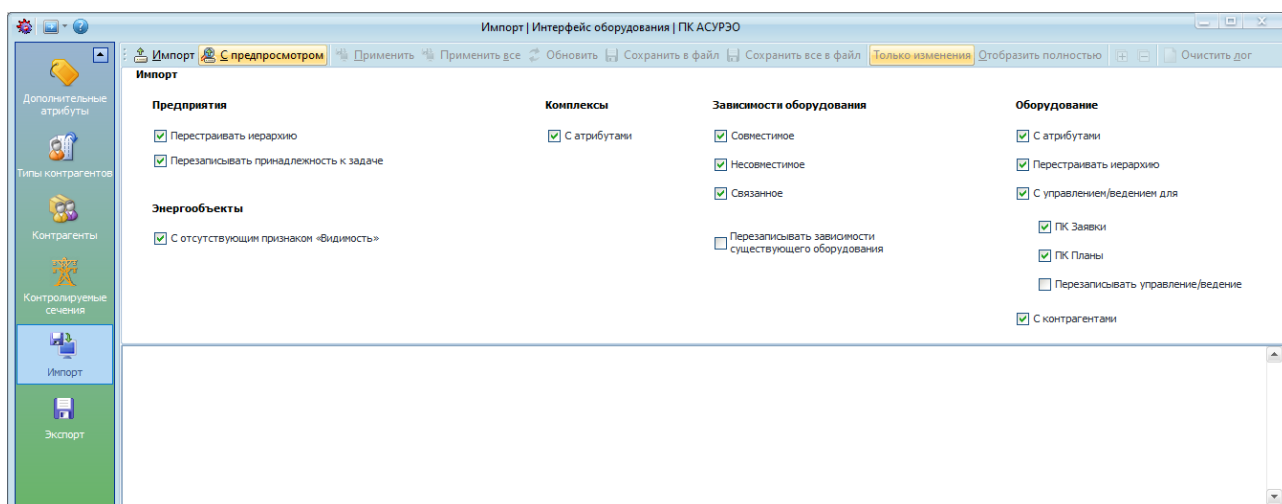 Импорт | Интерфейс оборудования | ПК АСУРЭО
Импорт С предпросмотром Применить Применить все Обновить Сохранить в файл Сохранить все в файл Только изменения Отобразить полностью Очистить лог
Дополнительные атрибуты
Типы контрагентов
Контрагенты
Контролируемые сечения
Импорт
Экспорт
Импорт
Предприятия
Перестраивать иерархию
Перезаписывать принадлежность к задаче
Энергообъекты
С отсутствующим признаком «Видимость»
Комплексы
С атрибутами
Зависимости оборудования
Совместимое
Несовместимое
Связанное
Перезаписывать зависимости
существующего оборудования
Оборудование
С атрибутами
Перестраивать иерархию
С управлением/ведением для
ПК Заявки
ПК Планы
Перезаписывать управление/ведение
С контрагентами